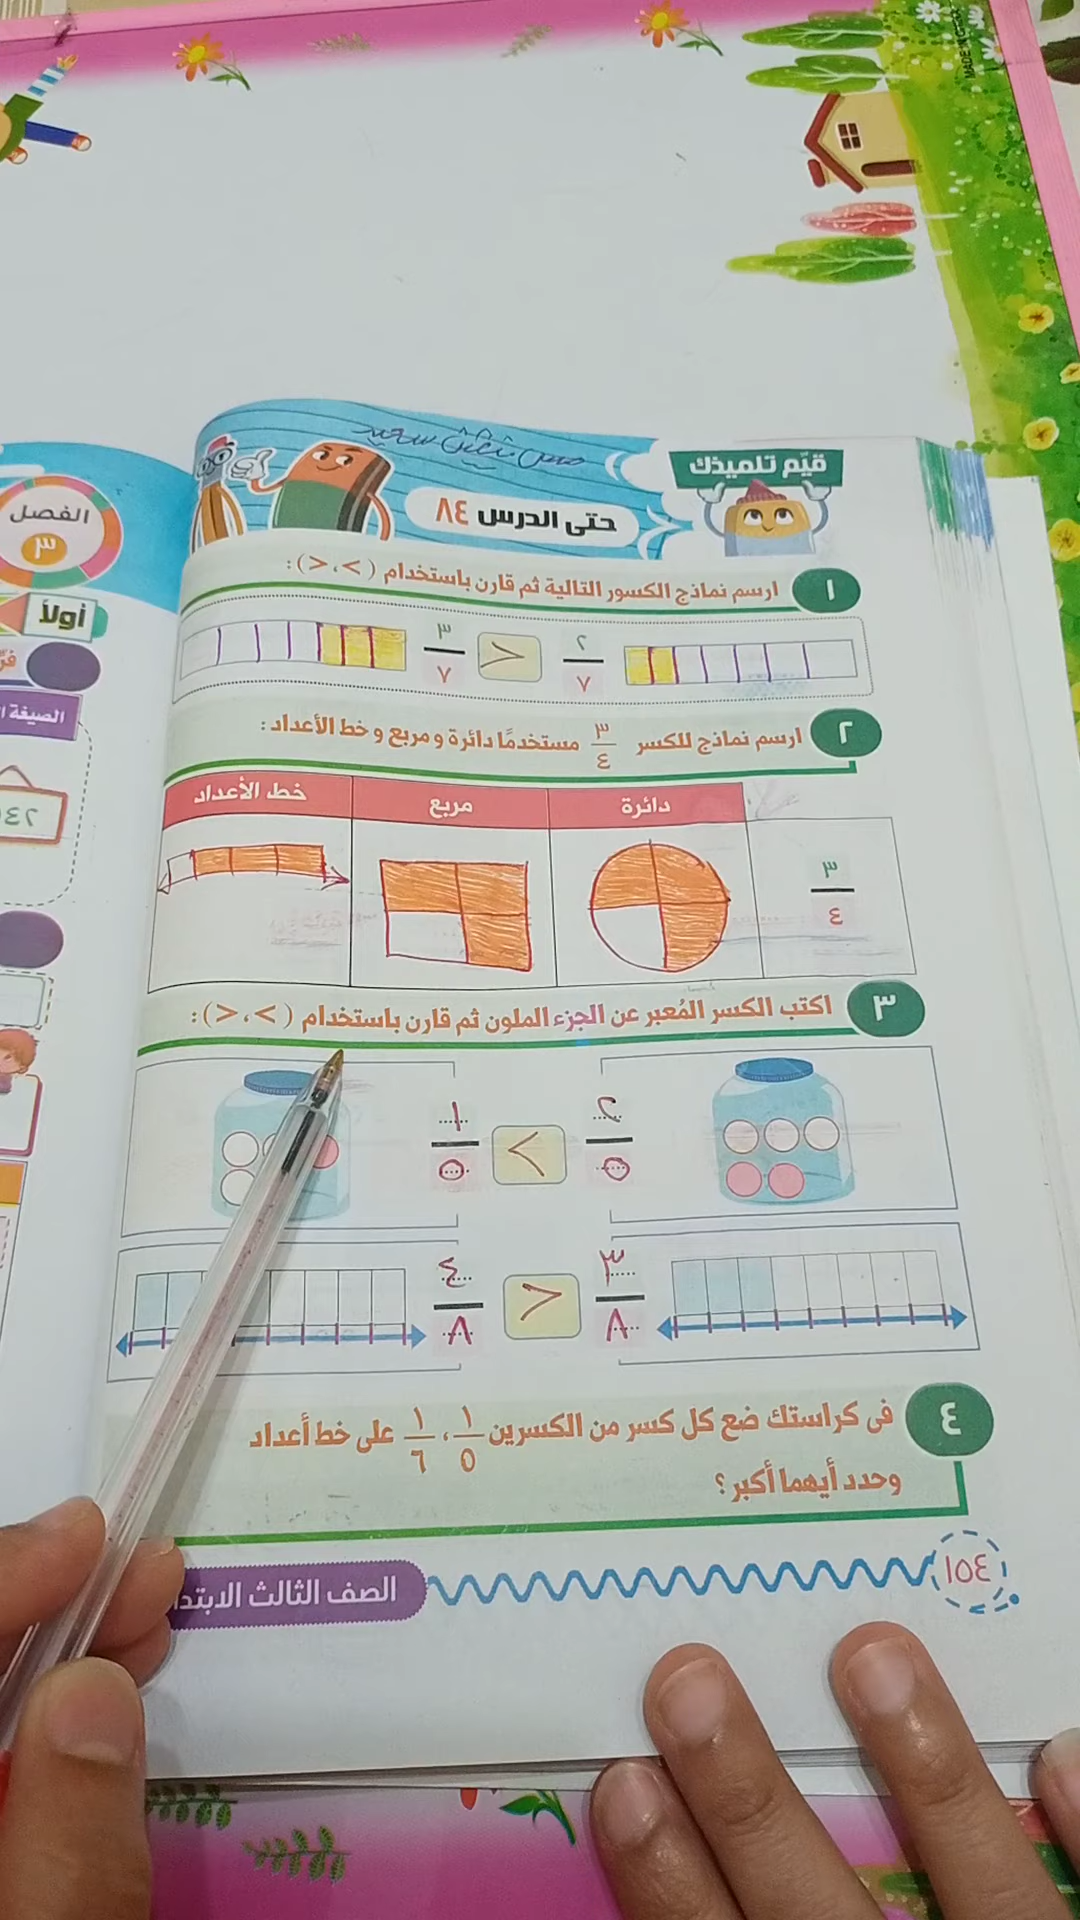 MADE IN
قيّم تلميذك
حتى الدرس ٨٤
١ ارسم نماذج الكسور التالية ثم قارن باستخدام ( > ، < ) :
٢/٧ > ٣/٧
٢ ارسم نماذج للكسر ٣/٤ مستخدمًا دائرة و مربع و خط الأعداد :
دائرة مربع خط الأعداد
٣/٤
٣ اكتب الكسر المُعبر عن الجزء الملون ثم قارن باستخدام ( > ، < ) :
٢/٥ < ١/٥
٣/٨ > ٤/٨
٤ فى كراستك ضع كل كسر من الكسرين ١/٥ ، ١/٦ على خط أعداد
وحدد أيهما أكبر ؟
١٥٤
الصف الثالث الابتدا
الفصل
٣
أولاً
الصيغة ا